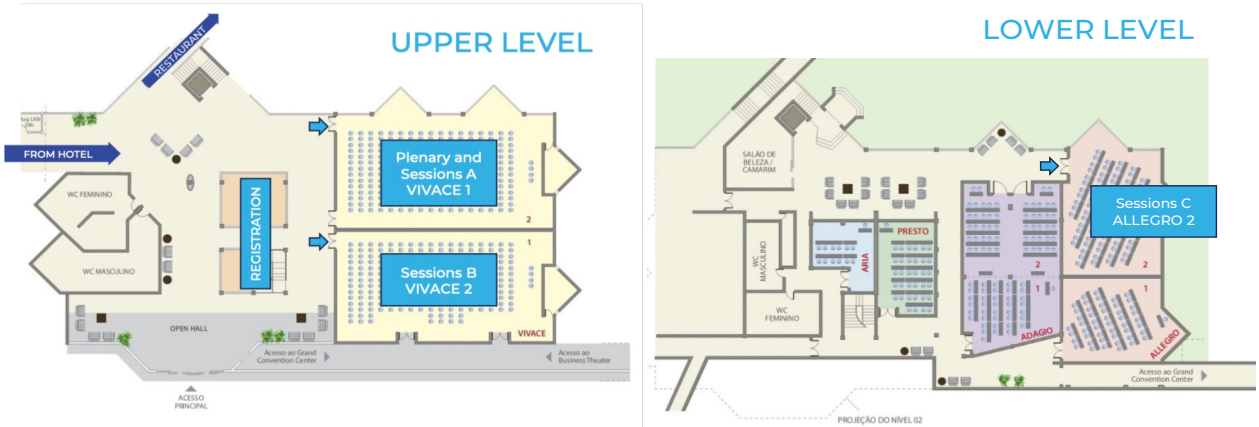 UPPER LEVEL
RESTAURANT
LAN
24h
FROM HOTEL
WC FEMININO
WC MASCULINO
REGISTRATION
Plenary and
Sessions A
VIVACE 1
2
1
Sessions B
VIVACE 2
VIVACE
OPEN HALL
Acesso ao Grand
Convention Center
Acesso ao
Business Theater
ACESSO
PRINCIPAL
LOWER LEVEL
SALÃO DE
BELEZA /
CAMARIM
WC
MASCULINO
WC
FEMININO
ARIA
PRESTO
2
1
ADAGIO
Sessions C
ALLEGRO 2
2
1
ALLEGRO
Acesso ao Grand
Convention Center
PROJEÇÃO DO NÍVEL 02